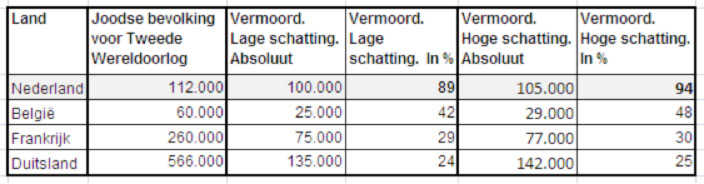 Land Joodse bevolking voor Tweede Wereldoorlog Vermoord. Lage schatting. Absoluut Vermoord. Lage schatting. In % Vermoord. Hoge schatting. Absoluut Vermoord. Hoge schatting. In %
Nederland 112.000 100.000 89 105.000 94
België 60.000 25.000 42 29.000 48
Frankrijk 260.000 75.000 29 77.000 30
Duitsland 566.000 135.000 24 142.000 25